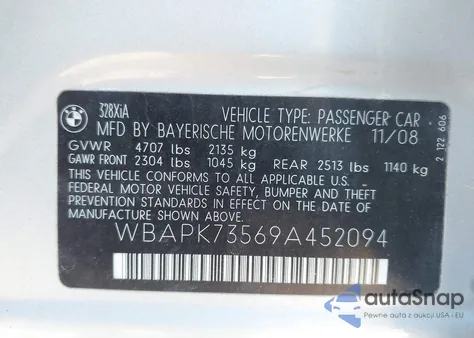 BMW
328XiA
VEHICLE TYPE: PASSENGER CAR
MFD BY BAYERISCHE MOTORENWERKE 11/08
GVWR 4707 lbs 2135 kg
GAWR FRONT 2304 lbs 1045 kg REAR 2513 lbs 1140 kg
THIS VEHICLE CONFORMS TO ALL APPLICABLE U.S.
FEDERAL MOTOR VEHICLE SAFETY, BUMPER AND THEFT
PREVENTION STANDARDS IN EFFECT ON THE DATE OF
MANUFACTURE SHOWN ABOVE.
WBAPK73569A452094
2 122 606
autoSnap
Pewne auta z USA i EU